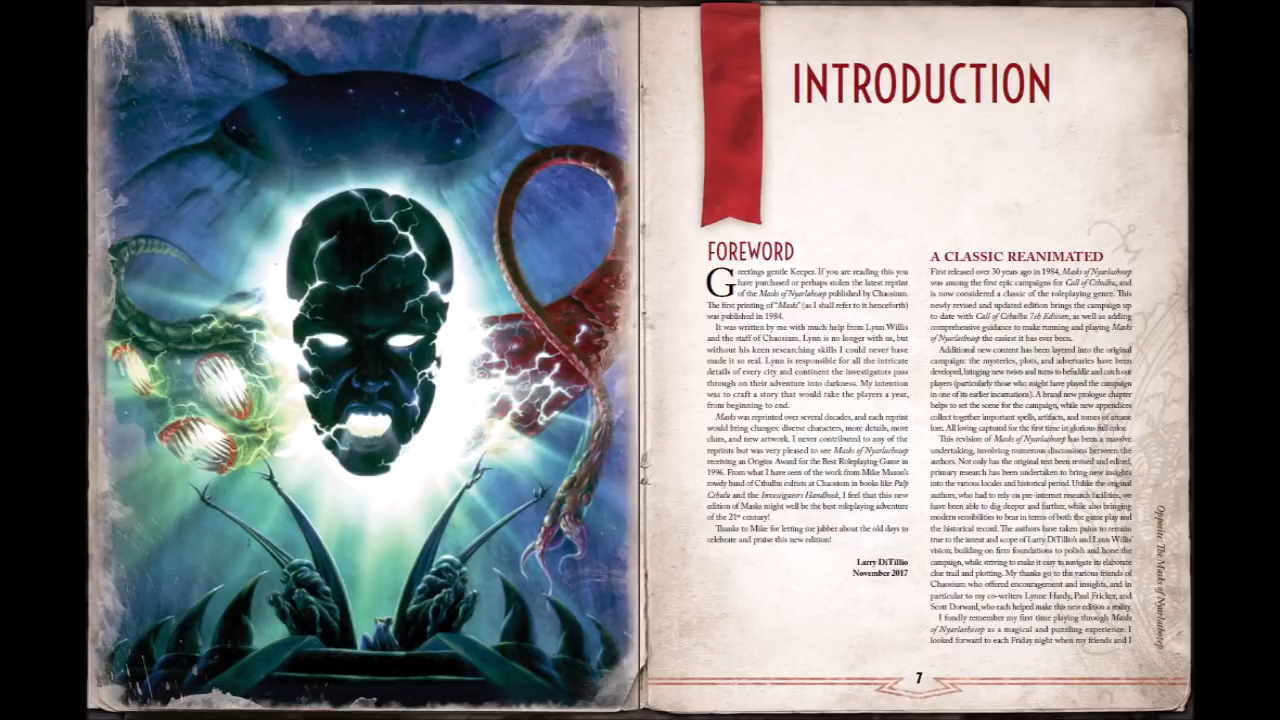 INTRODUCTION
FOREWORD
Greetings gentle Keeper. If you are reading this you
have purchased or perhaps stolen the latest reprint
of the Masks of Nyarlathotep published by Chaosium.
The first printing of “Masks” (as I shall refer to it henceforth)
was published in 1984.
It was written by me with much help from Lynn Willis
and the staff of Chaosium. Lynn is no longer with us, but
without his keen researching skills I could never have
made it so real. Lynn is responsible for all the intricate
details of every city and continent the investigators pass
through on their adventure into darkness. My intention
was to craft a story that would take the players a year,
from beginning to end.
Masks was reprinted over several decades, and each reprint
would bring changes: diverse characters, more details, more
clues, and new artwork. I never contributed to any of the
reprints but was very pleased to see Masks of Nyarlathotep
receiving an Origins Award for the Best Roleplaying Game in
1996. From what I have seen of the work from Mike Mason's
rowdy band of Cthulhu cultists at Chaosium in books like Pulp
Cthulu and the Investigators Handbook, I feel that this new
edition of Masks might well be the best roleplaying adventure
of the 21st century!
Thanks to Mike for letting me jabber about the old days to
celebrate and praise this new edition!
Larry DiTillio
November 2017
A CLASSIC REANIMATED
First released over 30 years ago in 1984, Masks of Nyarlathotep
was among the first epic campaigns for Call of Cthulhu, and
is now considered a classic of the roleplaying genre. This
newly revised and updated edition brings the campaign up
to date with Call of Cthulhu 7th Edition, as well as adding
comprehensive guidance to make running and playing Masks
of Nyarlathotep the easiest it has ever been.
Additional new content has been layered into the original
campaign: the mysteries, plots, and adversaries have been
developed, bringing new twists and turns to befuddle and catch out
players (particularly those who might have played the campaign
in one of its earlier incarnations). A brand new prologue chapter
helps to set the scene for the campaign, while new appendices
collect together important spells, artifacts, and tomes of arcane
lore. All loving captured for the first time in glorious full color.
This revision of Masks of Nyarlathotep has been a massive
undertaking, involving numerous discussions between the
authors. Not only has the original text been revised and edited,
primary research has been undertaken to bring new insights
into the various locales and historical period. Unlike the original
authors, who had to rely on pre-internet research facilities, we
have been able to dig deeper and further, while also bringing
modern sensibilities to bear in terms of both the game play and
the historical record. The authors have taken pains to remain
true to the intent and scope of Larry DiTillio's and Lynn Willis'
vision; building on firm foundations to polish and hone the
campaign, while striving to make it easy to navigate its elaborate
clue trail and plotting. My thanks go to the various friends of
Chaosium who offered encouragement and insights, and in
particular to my co-writers Lynne Hardy, Paul Fricker, and
Scott Dorward, who each helped make this new edition a reality.
I fondly remember my first time playing through Masks
of Nyarlathotep as a magical and puzzling experience. I
looked forward to each Friday night when my friends and I
Opposite: The Masks of Nyarlathotep
7